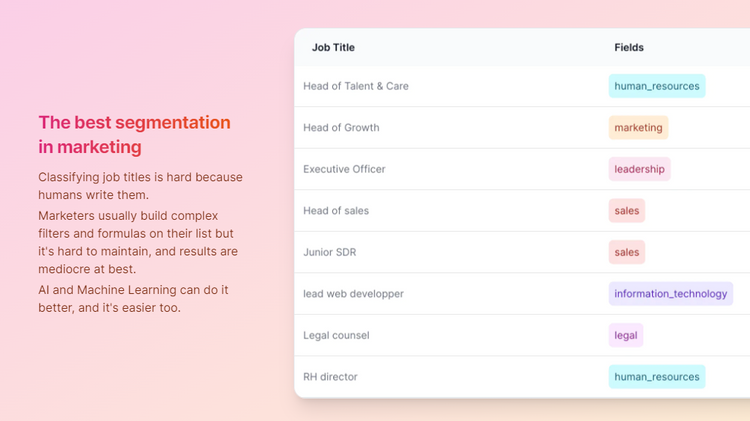 The best segmentation
in marketing
Classifying job titles is hard because
humans write them.
Marketers usually build complex
filters and formulas on their list but
it's hard to maintain, and results are
mediocre at best.
AI and Machine Learning can do it
better, and it's easier too.
Job Title Fields
Head of Talent & Care human_resources
Head of Growth marketing
Executive Officer leadership
Head of sales sales
Junior SDR sales
lead web developper information_technology
Legal counsel legal
RH director human_resources